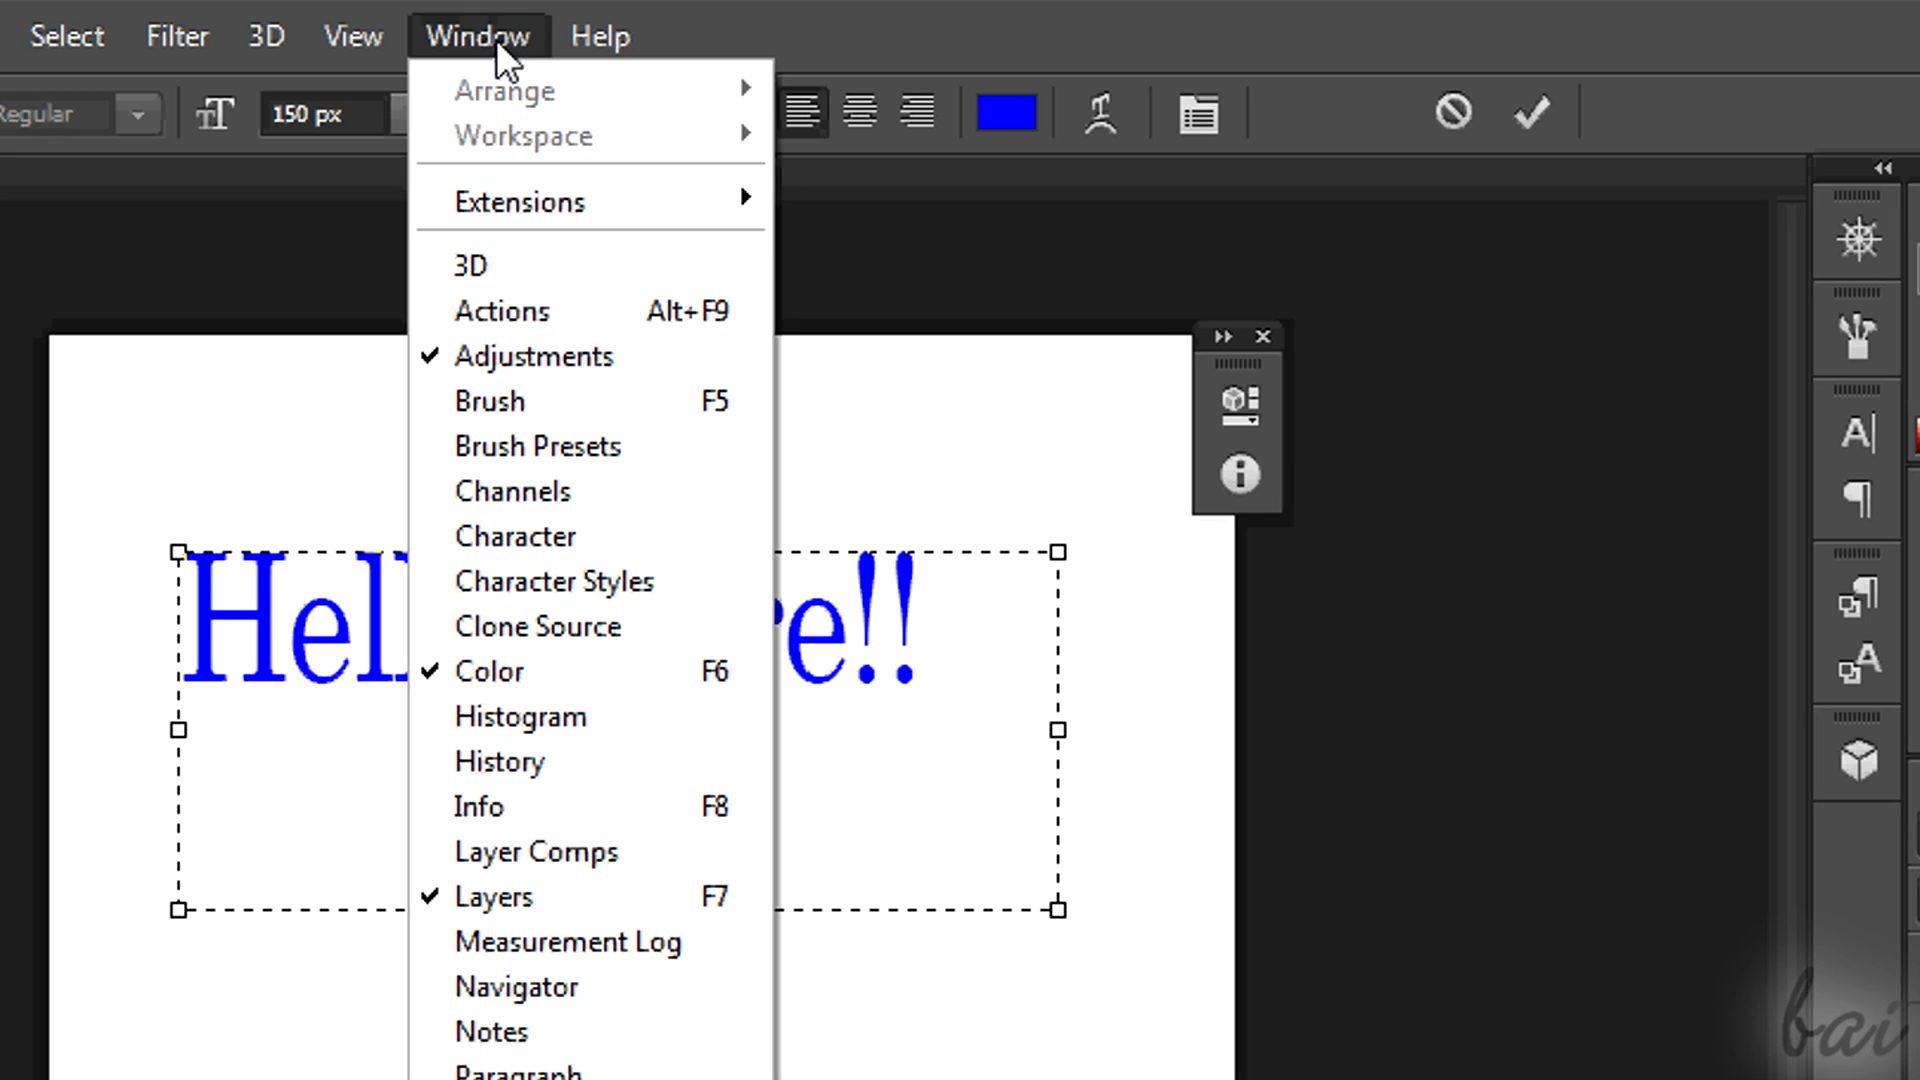 Select Filter 3D View Window Help
Regular 150 px
Arrange
Workspace
Extensions
3D
Actions Alt+F9
Adjustments
Brush F5
Brush Presets
Channels
Character
Character Styles
Clone Source
Color F6
Histogram
History
Info F8
Layer Comps
Layers F7
Measurement Log
Navigator
Notes
Paragraph
Hel re!!
bai